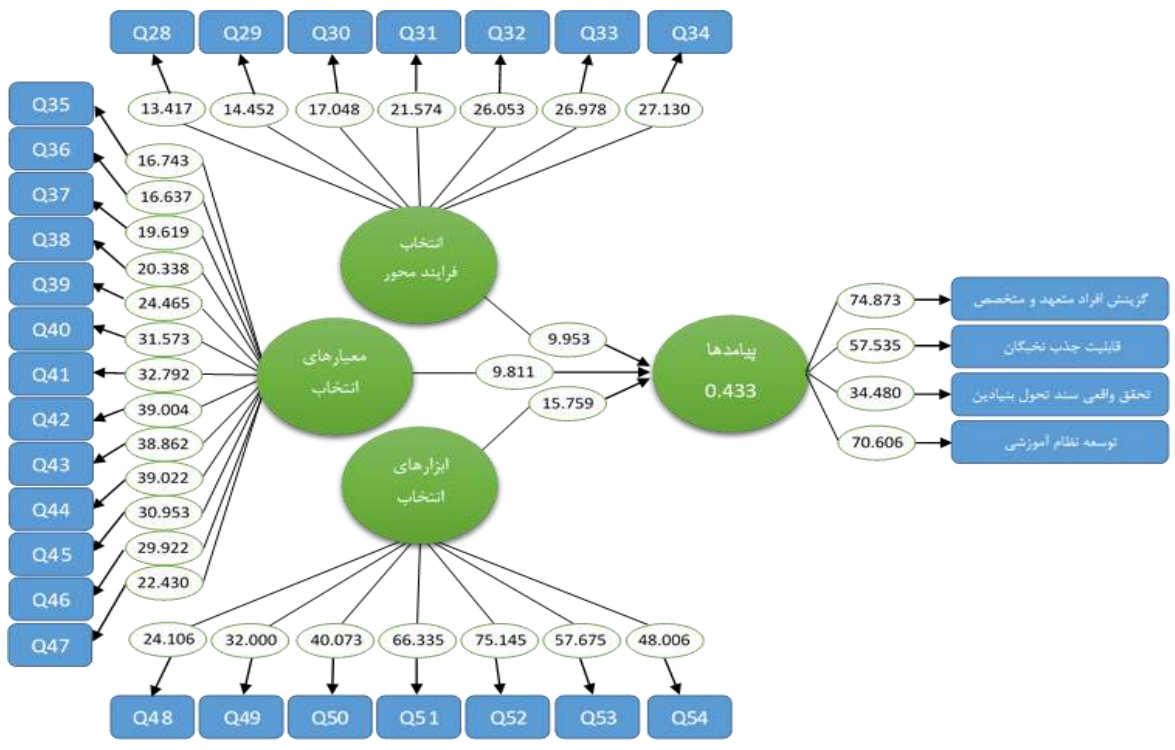 Q28 Q29 Q30 Q31 Q32 Q33 Q34
13.417 14.452 17.048 21.574 26.053 26.978 27.130
Q35
Q36
Q37
Q38
Q39
Q40
Q41
Q42
Q43
Q44
Q45
Q46
Q47
16.743
16.637
19.619
20.338
24.465
31.573
32.792
39.004
38.862
39.022
30.953
29.922
22.430
انتخاب
فرایند محور
معیارهای
انتخاب
ابزارهای
انتخاب
9.953
9.811
15.759
پیامدها
0.433
74.873
57.535
34.480
70.606
گزینش افراد متعهد و متخصص
قابلیت جذب نخبگان
تحقق واقعی سند تحول بنیادین
توسعه نظام آموزشی
24.106 32.000 40.073 66.335 75.145 57.675 48.006
Q48 Q49 Q50 Q51 Q52 Q53 Q54